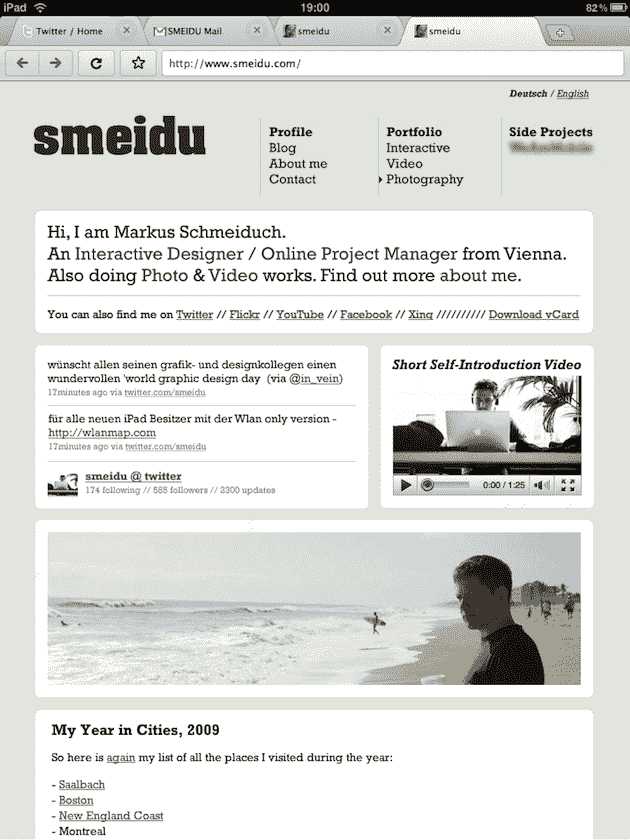 iPad 19:00 82%
Twitter / Home SMEIDU Mail smeidu smeidu
http://www.smeidu.com/
Deutsch / English
smeidu
Profile
Blog
About me
Contact
Portfolio
Interactive
Video
Photography
Side Projects
Hi, I am Markus Schmeiduch.
An Interactive Designer / Online Project Manager from Vienna.
Also doing Photo & Video works. Find out more about me.
You can also find me on Twitter // Flickr // YouTube // Facebook // Xing ////////// Download vCard
wünscht allen seinen grafik- und designkollegen einen
wundervollen 'world graphic design day (via @in_vein)
17minutes ago via twitter.com/smeidu
für alle neuen iPad Besitzer mit der Wlan only version -
http://wlanmap.com
17minutes ago via twitter.com/smeidu
smeidu @ twitter
174 following // 585 followers // 2300 updates
Short Self-Introduction Video
0:00 / 1:25
My Year in Cities, 2009
So here is again my list of all the places I visited during the year:
- Saalbach
- Boston
- New England Coast
- Montreal